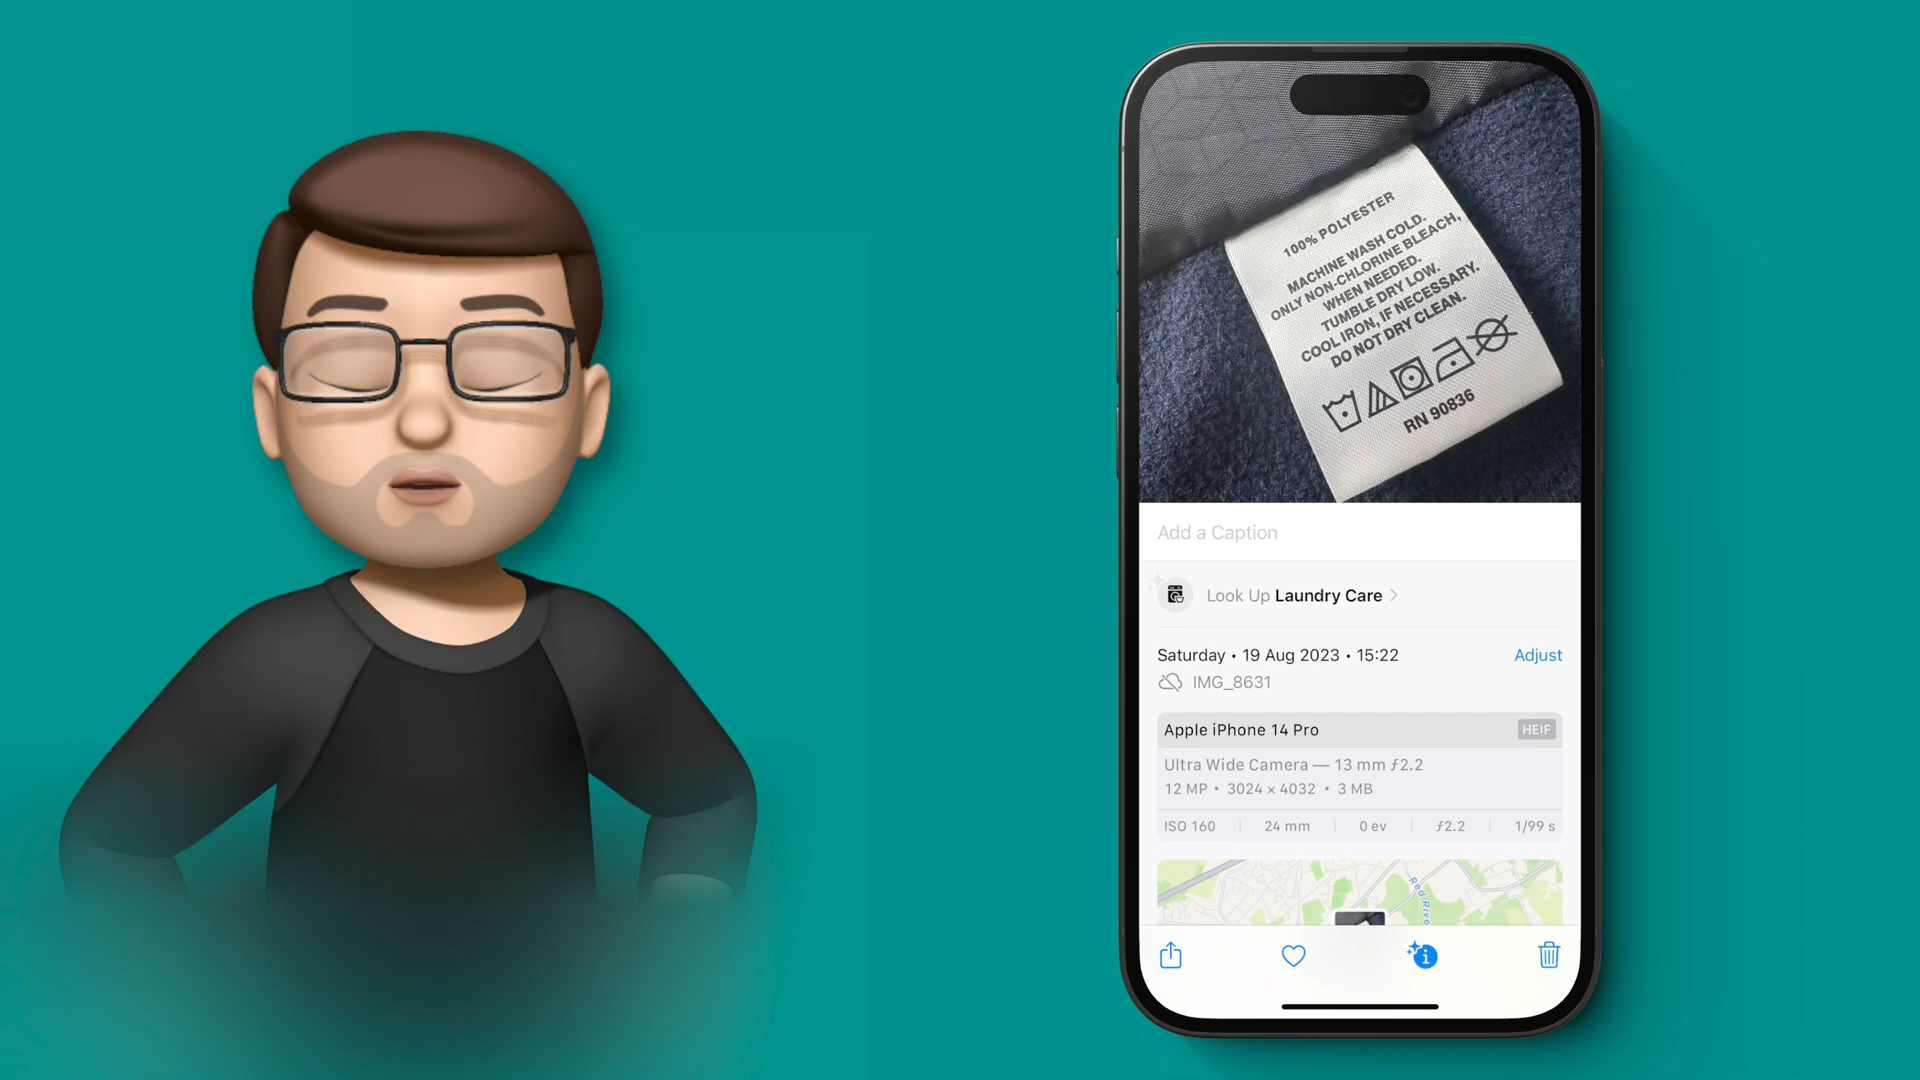 100% POLYESTER
MACHINE WASH COLD.
ONLY NON-CHLORINE BLEACH,
WHEN NEEDED.
TUMBLE DRY LOW.
COOL IRON, IF NECESSARY.
DO NOT DRY CLEAN.
RN 90836
Add a Caption
Look Up Laundry Care
Saturday • 19 Aug 2023 • 15:22
Adjust
IMG_8631
Apple iPhone 14 Pro
HEIF
Ultra Wide Camera — 13 mm ƒ2.2
12 MP • 3024 × 4032 • 3 MB
ISO 160 24 mm 0 ev ƒ2.2 1/99 s
Red